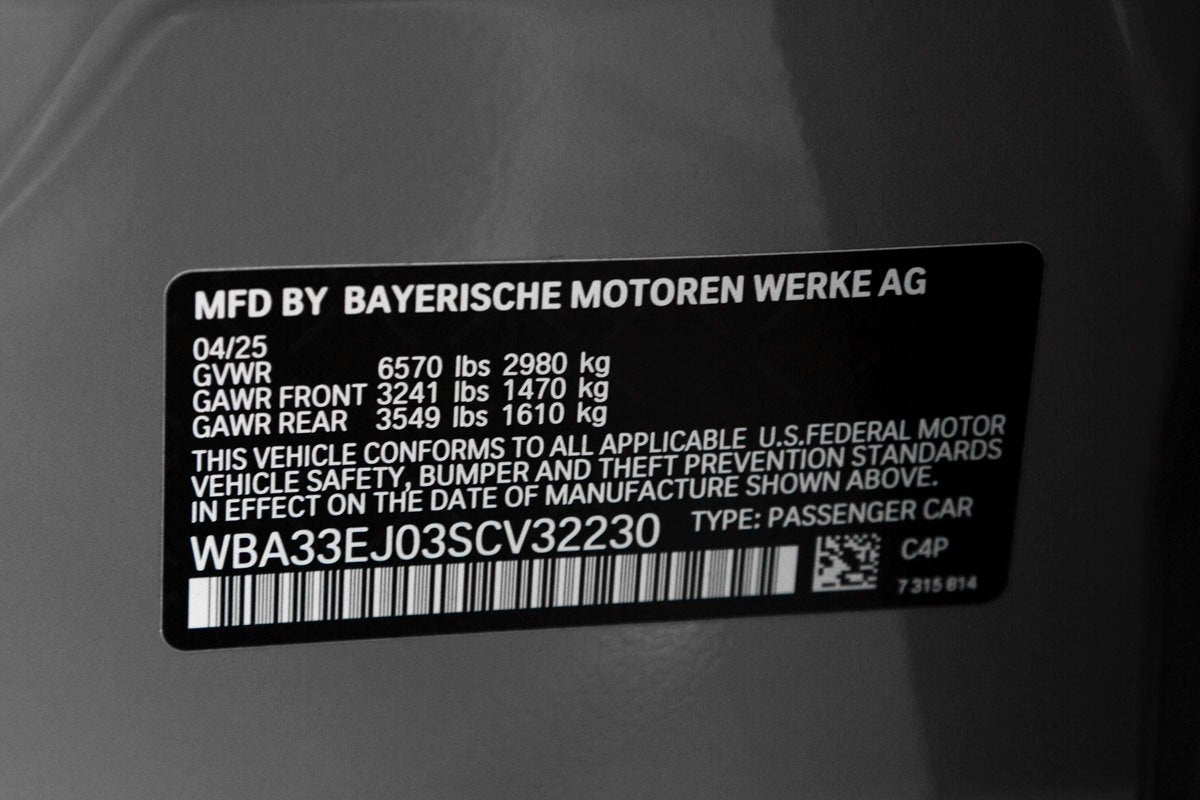 MFD BY BAYERISCHE MOTOREN WERKE AG
04/25
GVWR 6570 lbs 2980 kg
GAWR FRONT 3241 lbs 1470 kg
GAWR REAR 3549 lbs 1610 kg
THIS VEHICLE CONFORMS TO ALL APPLICABLE U.S.FEDERAL MOTOR
VEHICLE SAFETY, BUMPER AND THEFT PREVENTION STANDARDS
IN EFFECT ON THE DATE OF MANUFACTURE SHOWN ABOVE.
WBA33EJ03SCV32230 TYPE: PASSENGER CAR
C4P
7 315 814